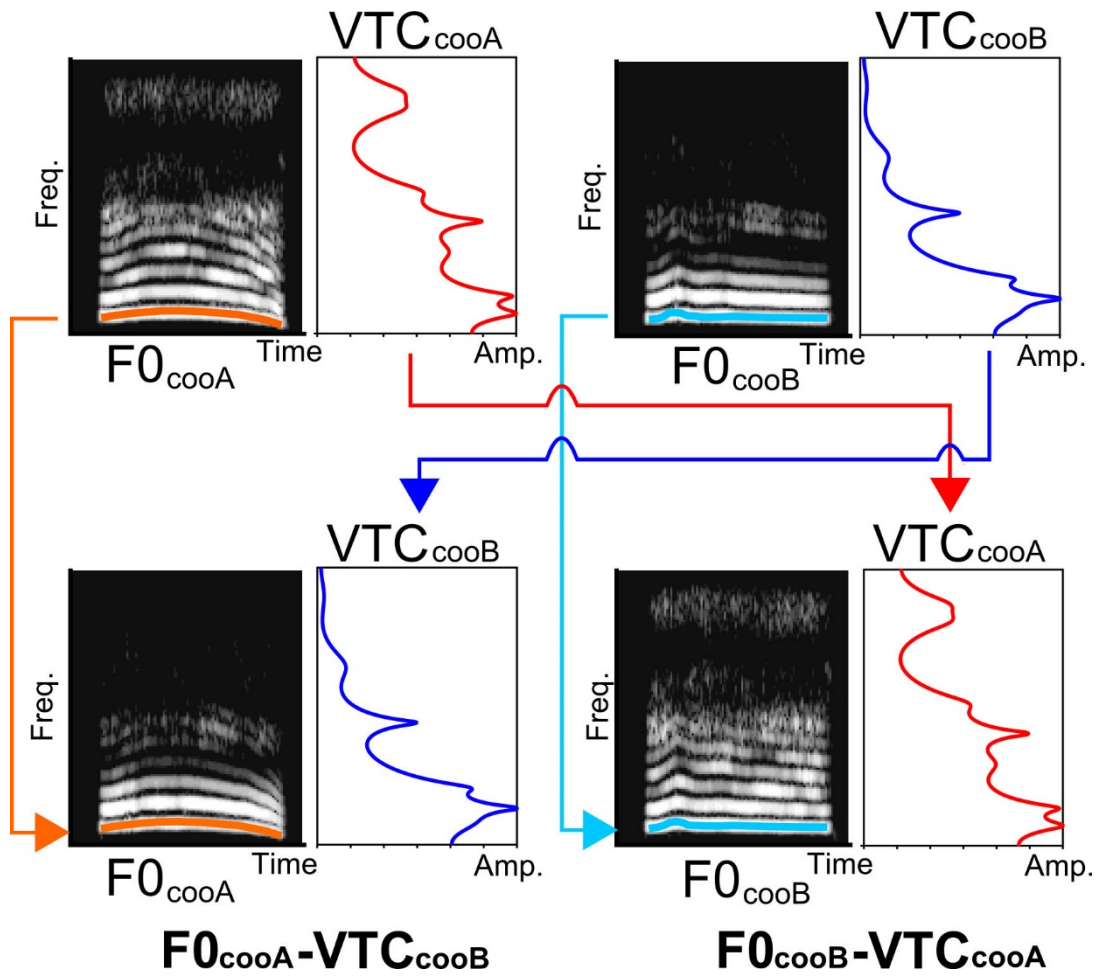 VTCcooA
VTCcooB
Freq.
Freq.
Time
Amp.
Time
Amp.
F0cooA
F0cooB
VTCcooB
VTCcooA
Freq.
Freq.
Time
Amp.
Time
Amp.
F0cooA
F0cooB
F0cooA-VTCcooB
F0cooB-VTCcooA